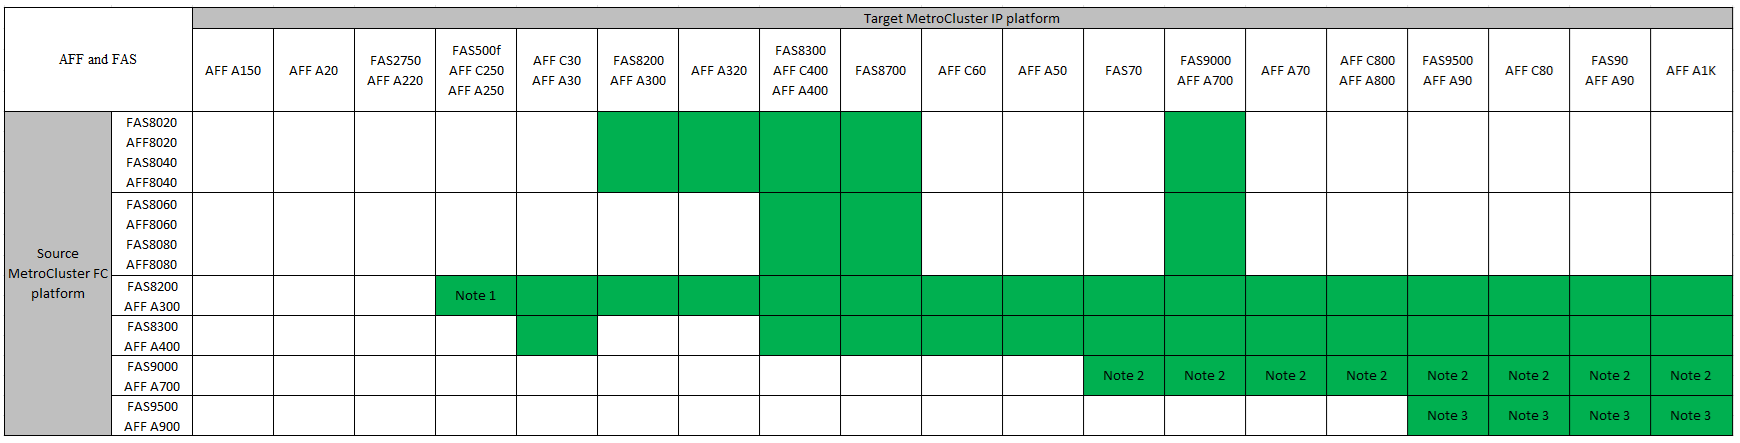 Target MetroCluster IP platform
AFF and FAS
AFF A150
AFF A20
FAS2750
AFF A220
FAS500f
AFF C250
AFF A250
AFF C30
AFF A30
FAS8200
AFF A300
AFF A320
FAS8300
AFF C400
AFF A400
FAS8700
AFF C60
AFF A50
FAS70
FAS9000
AFF A700
AFF A70
AFF C800
AFF A800
FAS9500
AFF A90
AFF C80
FAS90
AFF A90
AFF A1K
Source
MetroCluster FC
platform
FAS8020
AFF8020
FAS8040
AFF8040
FAS8060
AFF8060
FAS8080
AFF8080
FAS8200
AFF A300
Note 1
FAS8300
AFF A400
FAS9000
AFF A700
Note 2
Note 2
Note 2
Note 2
Note 2
Note 2
Note 2
Note 2
FAS9500
AFF A900
Note 3
Note 3
Note 3
Note 3